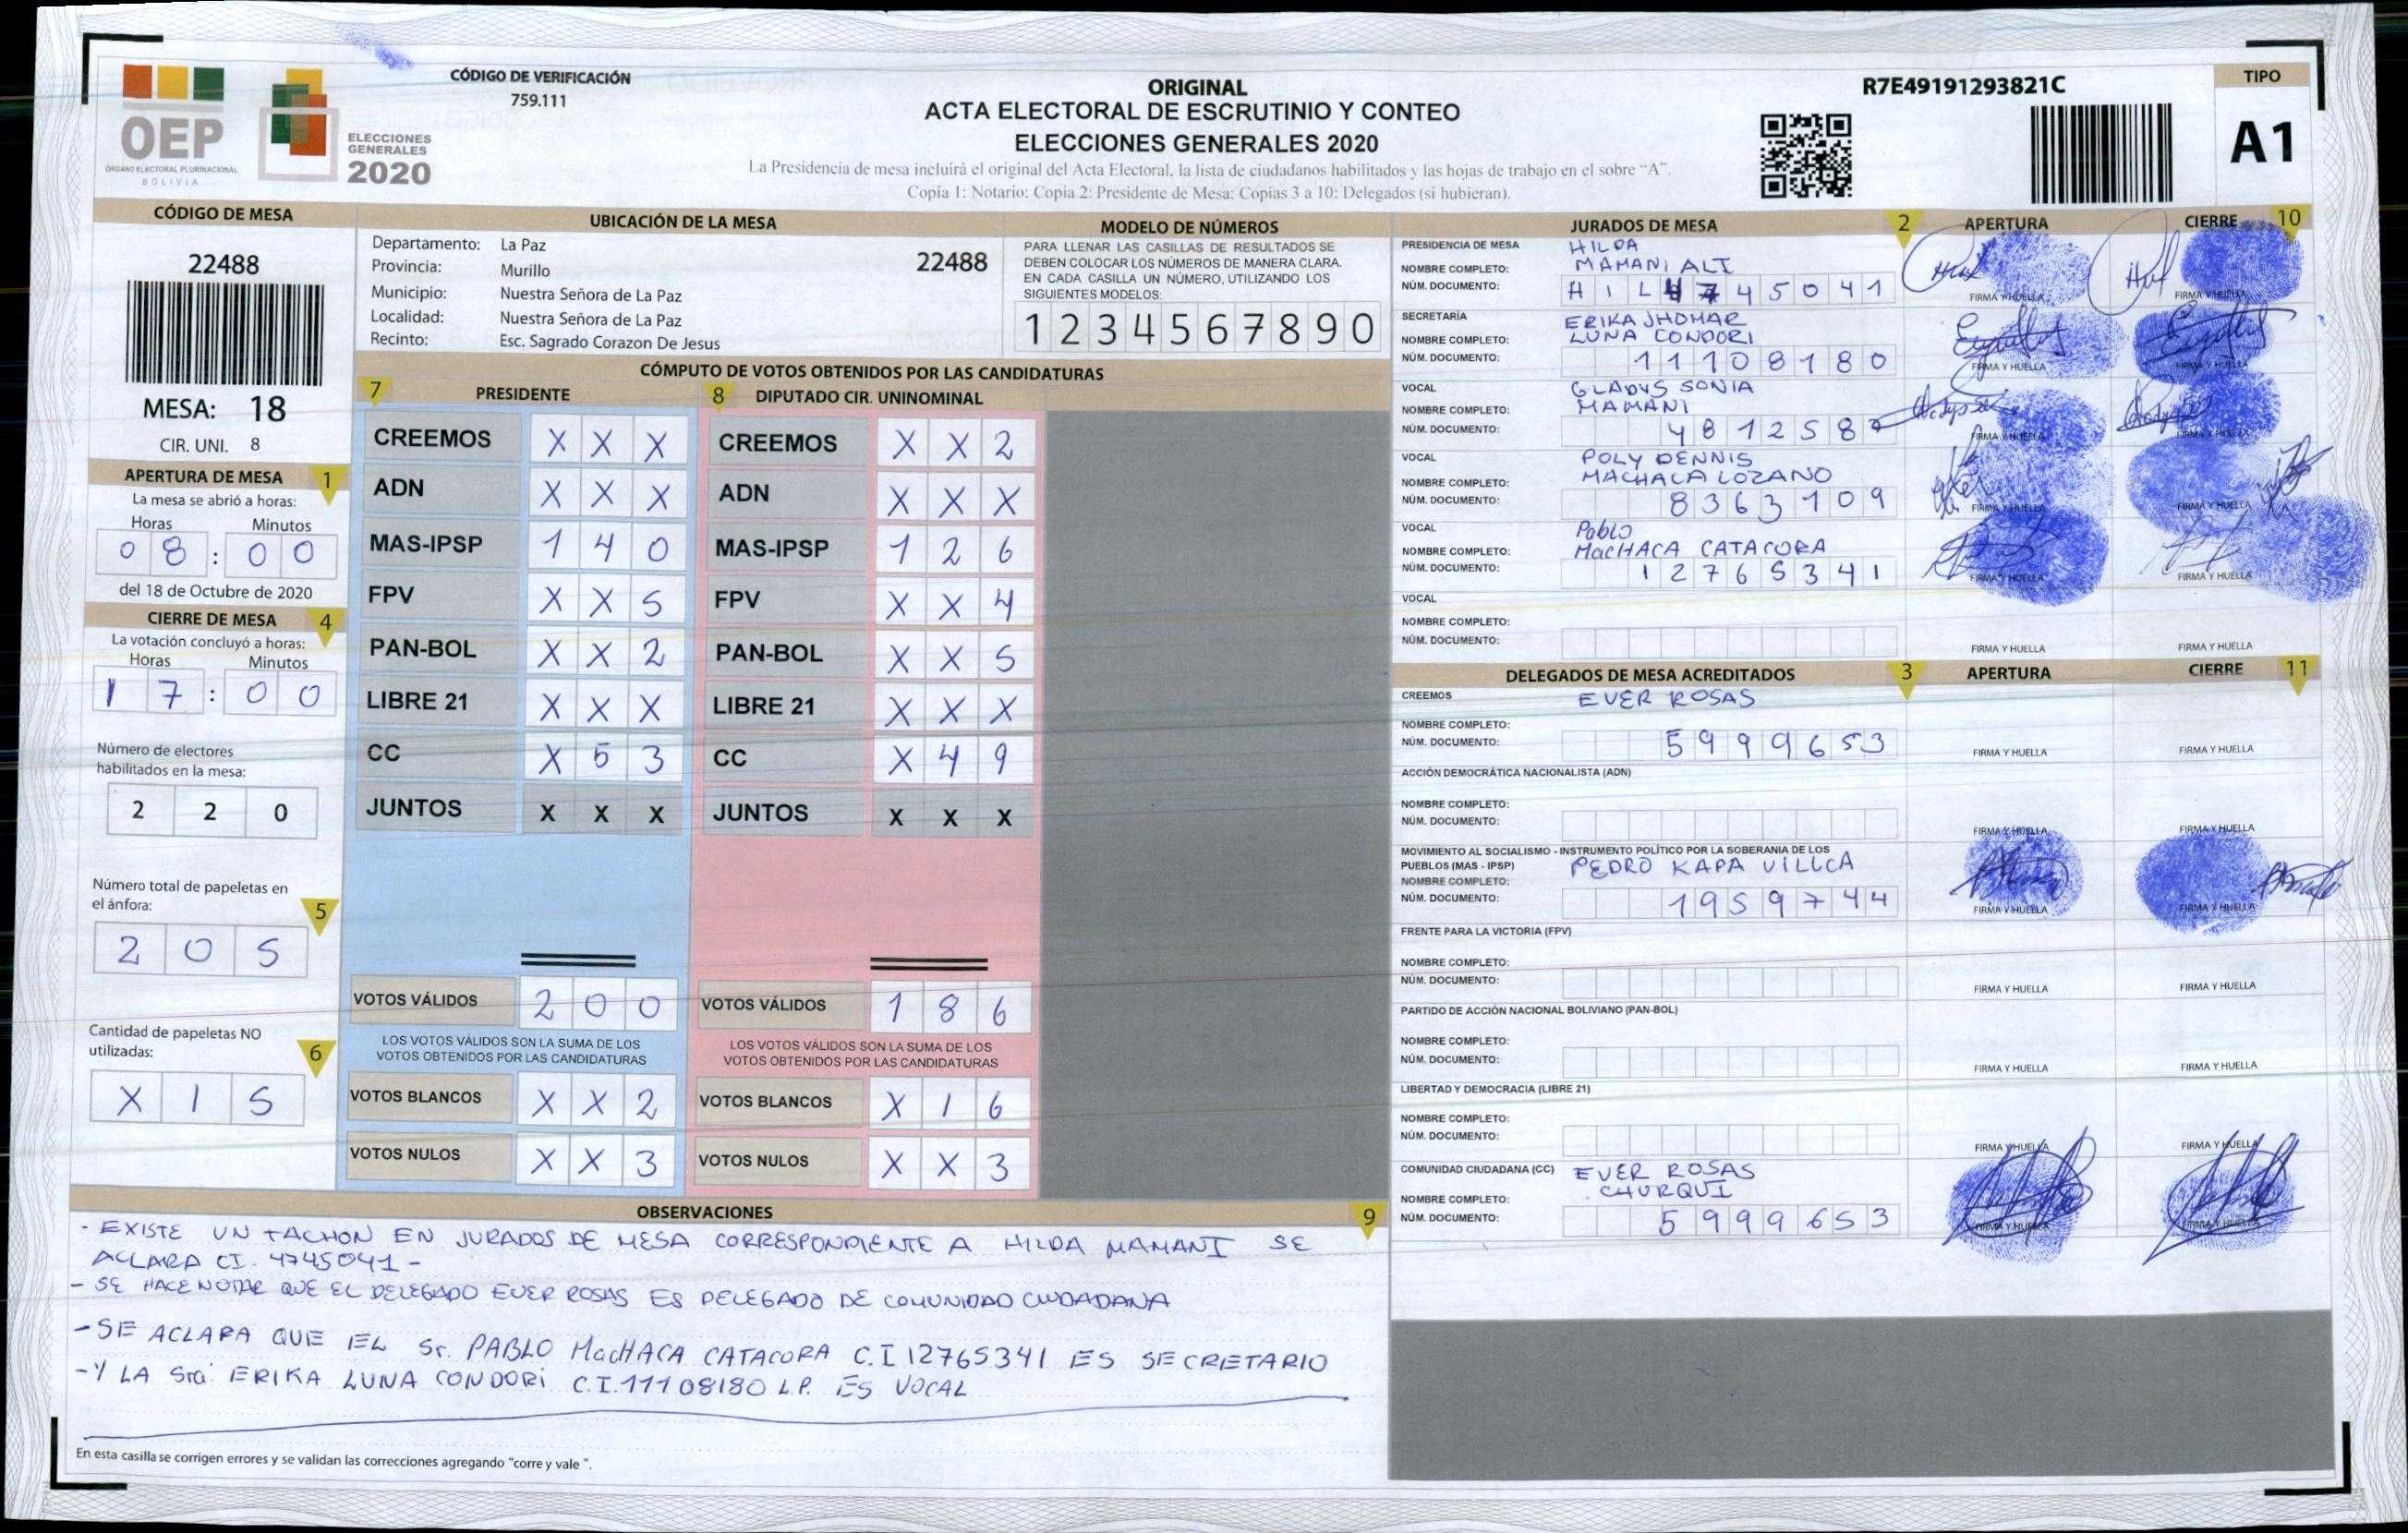 OEP
ÓRGANO ELECTORAL PLURINACIONAL
BOLIVIA
ELECCIONES
GENERALES
2020
CÓDIGO DE VERIFICACIÓN
759.111
ORIGINAL
ACTA ELECTORAL DE ESCRUTINIO Y CONTEO
ELECCIONES GENERALES 2020
La Presidencia de mesa incluirá el original del Acta Electoral, la lista de ciudadanos habilitados y las hojas de trabajo en el sobre "A".
Copia 1: Notario; Copia 2: Presidente de Mesa; Copias 3 a 10: Delegados (si hubieran).
R7E49191293821C
TIPO
A1
CÓDIGO DE MESA
22488
MESA: 18
CIR. UNI. 8
APERTURA DE MESA 1
La mesa se abrió a horas:
Horas Minutos
0 8 : 0 0
del 18 de Octubre de 2020
CIERRE DE MESA 4
La votación concluyó a horas:
Horas Minutos
1 7 : 0 0
Número de electores
habilitados en la mesa:
2 2 0
Número total de papeletas en
el ánfora: 5
2 0 5
Cantidad de papeletas NO
utilizadas: 6
X 1 5
UBICACIÓN DE LA MESA
Departamento: La Paz
22488
Provincia: Murillo
Municipio: Nuestra Señora de La Paz
Localidad: Nuestra Señora de La Paz
Recinto: Esc. Sagrado Corazon De Jesus
MODELO DE NÚMEROS
PARA LLENAR LAS CASILLAS DE RESULTADOS SE
DEBEN COLOCAR LOS NÚMEROS DE MANERA CLARA.
EN CADA CASILLA UN NÚMERO, UTILIZANDO LOS
SIGUIENTES MODELOS:
1 2 3 4 5 6 7 8 9 0
CÓMPUTO DE VOTOS OBTENIDOS POR LAS CANDIDATURAS
7 PRESIDENTE
CREEMOS X X X
ADN X X X
MAS-IPSP 1 4 0
FPV X X 5
PAN-BOL X X 2
LIBRE 21 X X X
CC X 5 3
JUNTOS X X X
VOTOS VÁLIDOS 2 0 0
LOS VOTOS VÁLIDOS SON LA SUMA DE LOS
VOTOS OBTENIDOS POR LAS CANDIDATURAS
VOTOS BLANCOS X X 2
VOTOS NULOS X X 3
8 DIPUTADO CIR. UNINOMINAL
CREEMOS X X 2
ADN X X X
MAS-IPSP 1 2 6
FPV X X 4
PAN-BOL X X 5
LIBRE 21 X X X
CC X 4 9
JUNTOS X X X
VOTOS VÁLIDOS 1 8 6
LOS VOTOS VÁLIDOS SON LA SUMA DE LOS
VOTOS OBTENIDOS POR LAS CANDIDATURAS
VOTOS BLANCOS X 1 6
VOTOS NULOS X X 3
OBSERVACIONES 9
- EXISTE UN TACHON EN JURADOS DE MESA CORRESPONDIENTE A HILDA MAMANI SE
ACLARA CI. 4745041 -
- SE HACE NOTAR QUE EL DELEGADO EVER ROSAS ES DELEGADO DE COMUNIDAD CIUDADANA
- SE ACLARA QUE EL Sr. PABLO MacHACA CATACORA C.I 12765341 ES SECRETARIO
- Y LA Sra. ERIKA LUNA CONDORI C.I. 11108180 L.P. ES VOCAL
En esta casilla se corrigen errores y se validan las correcciones agregando "corre y vale ".
JURADOS DE MESA 2 APERTURA CIERRE 10
PRESIDENCIA DE MESA HILDA
NOMBRE COMPLETO: MAMANI ALI
NÚM. DOCUMENTO: H I L 4 7 4 5 0 4 1
FIRMA Y HUELLA FIRMA Y HUELLA
SECRETARÍA ERIKA JHOMAR
NOMBRE COMPLETO: LUNA CONDORI
NÚM. DOCUMENTO: 1 1 1 0 8 1 8 0
FIRMA Y HUELLA FIRMA Y HUELLA
VOCAL GLADYS SONIA
NOMBRE COMPLETO: MAMANI
NÚM. DOCUMENTO: 4 8 1 2 5 8
FIRMA Y HUELLA FIRMA Y HUELLA
VOCAL POLY DENNIS
NOMBRE COMPLETO: MACHACA LOZANO
NÚM. DOCUMENTO: 8 3 6 3 1 0 9
FIRMA Y HUELLA FIRMA Y HUELLA
VOCAL Pablo
NOMBRE COMPLETO: MacHACA CATACORA
NÚM. DOCUMENTO: 1 2 7 6 5 3 4 1
FIRMA Y HUELLA FIRMA Y HUELLA
VOCAL
NOMBRE COMPLETO:
NÚM. DOCUMENTO:
FIRMA Y HUELLA FIRMA Y HUELLA
DELEGADOS DE MESA ACREDITADOS 3 APERTURA CIERRE 11
CREEMOS EVER ROSAS
NOMBRE COMPLETO:
NÚM. DOCUMENTO: 5 9 9 9 6 5 3
FIRMA Y HUELLA FIRMA Y HUELLA
ACCIÓN DEMOCRÁTICA NACIONALISTA (ADN)
NOMBRE COMPLETO:
NÚM. DOCUMENTO:
FIRMA Y HUELLA FIRMA Y HUELLA
MOVIMIENTO AL SOCIALISMO - INSTRUMENTO POLÍTICO POR LA SOBERANIA DE LOS
PUEBLOS (MAS - IPSP) PEDRO KAPA VILLCA
NOMBRE COMPLETO:
NÚM. DOCUMENTO: 1 9 5 9 7 4 4
FIRMA Y HUELLA FIRMA Y HUELLA
FRENTE PARA LA VICTORIA (FPV)
NOMBRE COMPLETO:
NÚM. DOCUMENTO:
FIRMA Y HUELLA FIRMA Y HUELLA
PARTIDO DE ACCIÓN NACIONAL BOLIVIANO (PAN-BOL)
NOMBRE COMPLETO:
NÚM. DOCUMENTO:
FIRMA Y HUELLA FIRMA Y HUELLA
LIBERTAD Y DEMOCRACIA (LIBRE 21)
NOMBRE COMPLETO:
NÚM. DOCUMENTO:
FIRMA Y HUELLA FIRMA Y HUELLA
COMUNIDAD CIUDADANA (CC) EVER ROSAS
CHURQUI
NOMBRE COMPLETO:
NÚM. DOCUMENTO: 5 9 9 9 6 5 3
FIRMA Y HUELLA FIRMA Y HUELLA